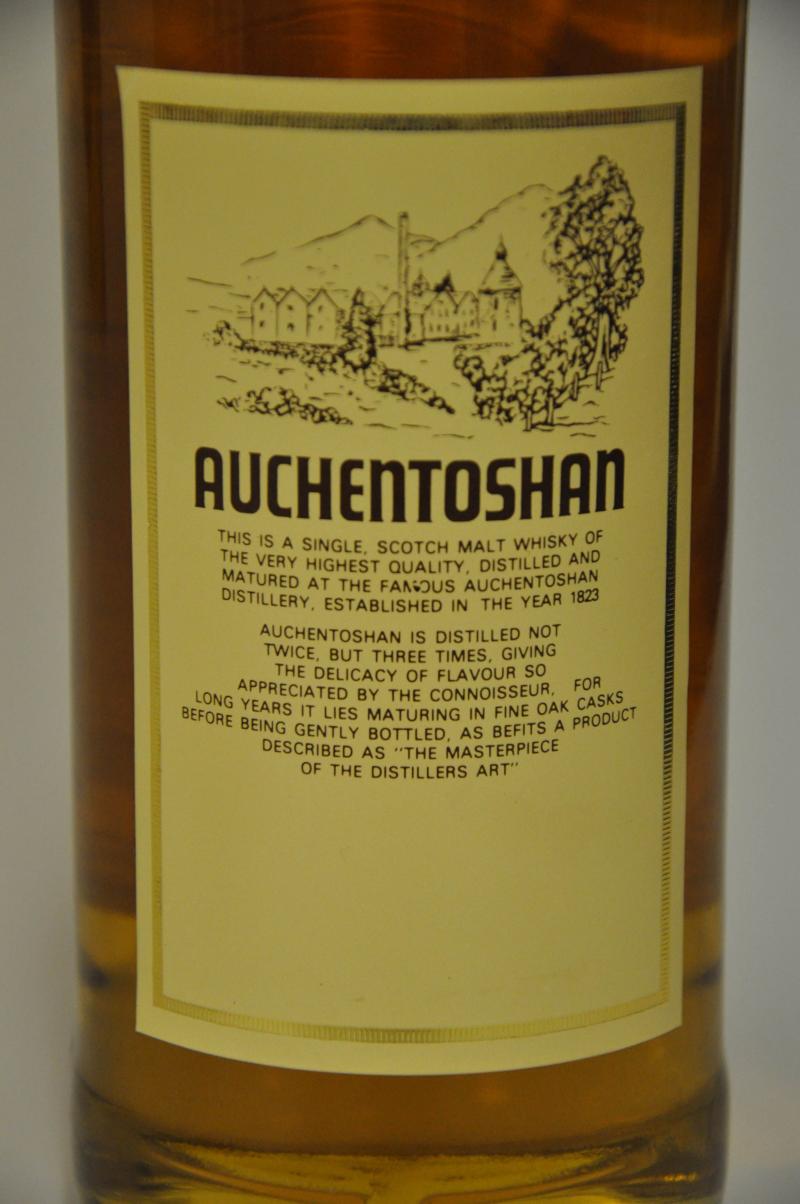 AUCHENTOSHAN
THIS IS A SINGLE, SCOTCH MALT WHISKY OF
THE VERY HIGHEST QUALITY, DISTILLED AND
MATURED AT THE FAMOUS AUCHENTOSHAN
DISTILLERY, ESTABLISHED IN THE YEAR 1823
AUCHENTOSHAN IS DISTILLED NOT
TWICE, BUT THREE TIMES, GIVING
THE DELICACY OF FLAVOUR SO
APPRECIATED BY THE CONNOISSEUR, FOR
LONG YEARS IT LIES MATURING IN FINE OAK CASKS
BEFORE BEING GENTLY BOTTLED, AS BEFITS A PRODUCT
DESCRIBED AS "THE MASTERPIECE
OF THE DISTILLERS ART"